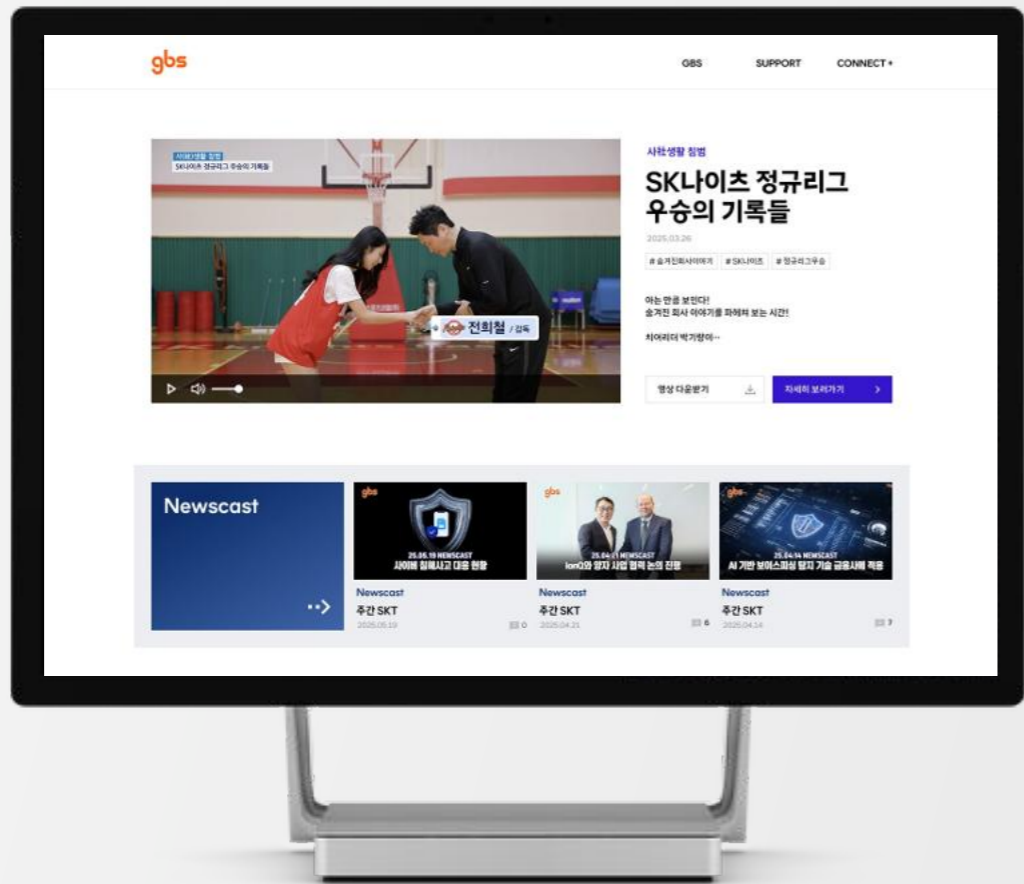 gbs
GBS SUPPORT CONNECT +
사(社)생활 침범
SK나이츠 정규리그 우승의 기록들
전희철 / 감독
사社생활 침범
SK나이츠 정규리그
우승의 기록들
2025.03.26
# 숨겨진회사이야기 # SK나이츠 # 정규리그우승
아는 만큼 보인다!
숨겨진 회사 이야기를 파헤쳐 보는 시간!
치어리더 박기량이…
영상 다운받기
자세히 보러가기
Newscast
gbs
25.05.19 NEWSCAST
사이버 침해사고 대응 현황
Newscast
주간 SKT
2025.05.19 0
gbs
25.04.21 NEWSCAST
IonQ와 양자 사업 협력 논의 진행
Newscast
주간 SKT
2025.04.21 6
gbs
25.04.14 NEWSCAST
AI 기반 보이스피싱 탐지 기술 금융사에 적용
Newscast
주간 SKT
2025.04.14 7